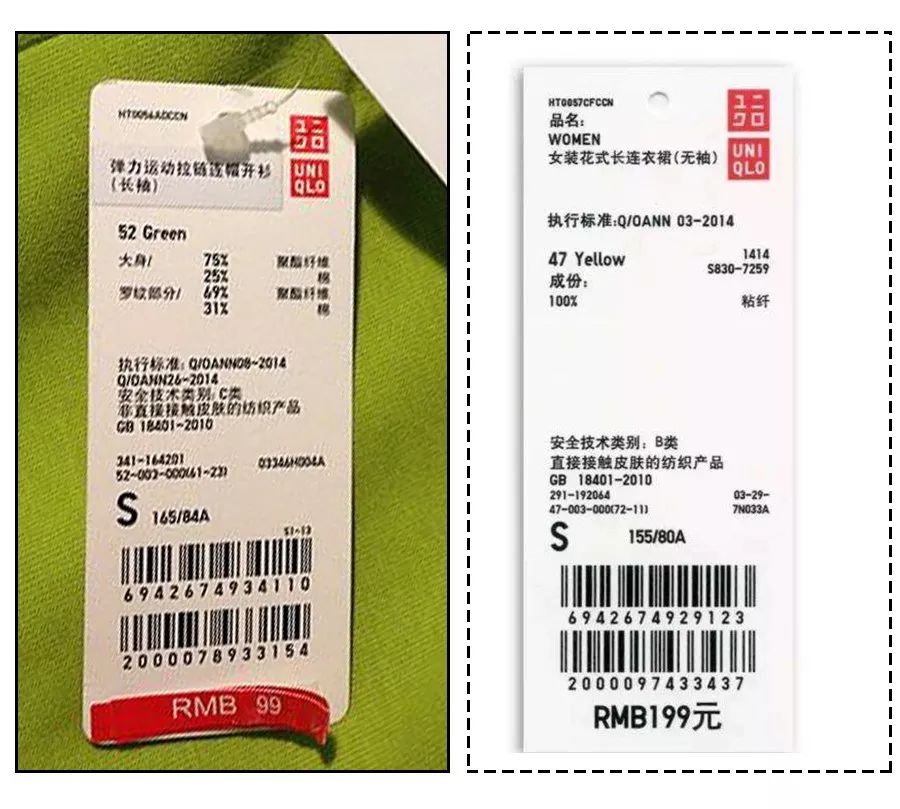 HT0056ADCCN
ユニ
クロ
UNI
QLO
弹力运动拉链连帽开衫
(长袖)
52 Green
大身/ 75% 聚酯纤维
25% 棉
罗纹部分/ 69% 聚酯纤维
31% 棉
执行标准: Q/OANN08-2014
Q/OANN26-2014
安全技术类别: C类
非直接接触皮肤的纺织产品
GB 18401-2010
341-164201 03346H004A
52-003-000(61-23)
S 165/84A
51-13
6942674934110
2000078933154
RMB 99
HT0057CFCCN
品名:
WOMEN
女装花式长连衣裙(无袖)
ユニ
クロ
UNI
QLO
执行标准:Q/OANN 03-2014
47 Yellow 1414
S830-7259
成份:
100% 粘纤
安全技术类别: B类
直接接触皮肤的纺织产品
GB 18401-2010
291-192064 03-29-
47-003-000(72-11) 7N033A
S 155/80A
6942674929123
2000097433437
RMB199元